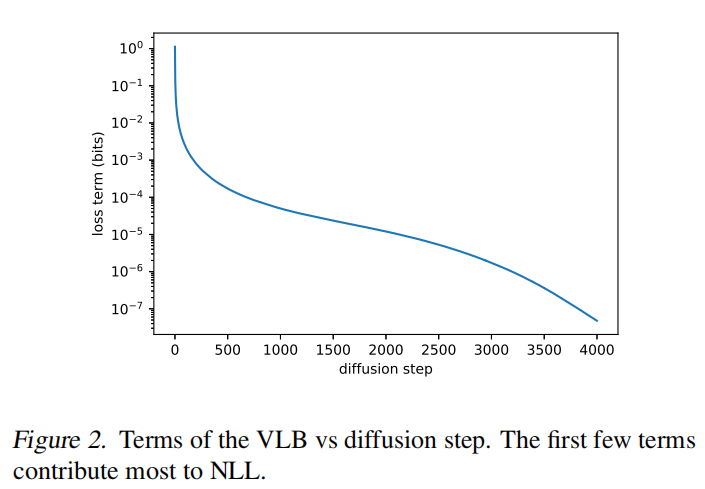 10⁰
10⁻¹
10⁻²
10⁻³
10⁻⁴
10⁻⁵
10⁻⁶
10⁻⁷
loss term (bits)
0 500 1000 1500 2000 2500 3000 3500 4000
diffusion step
Figure 2. Terms of the VLB vs diffusion step. The first few terms
contribute most to NLL.